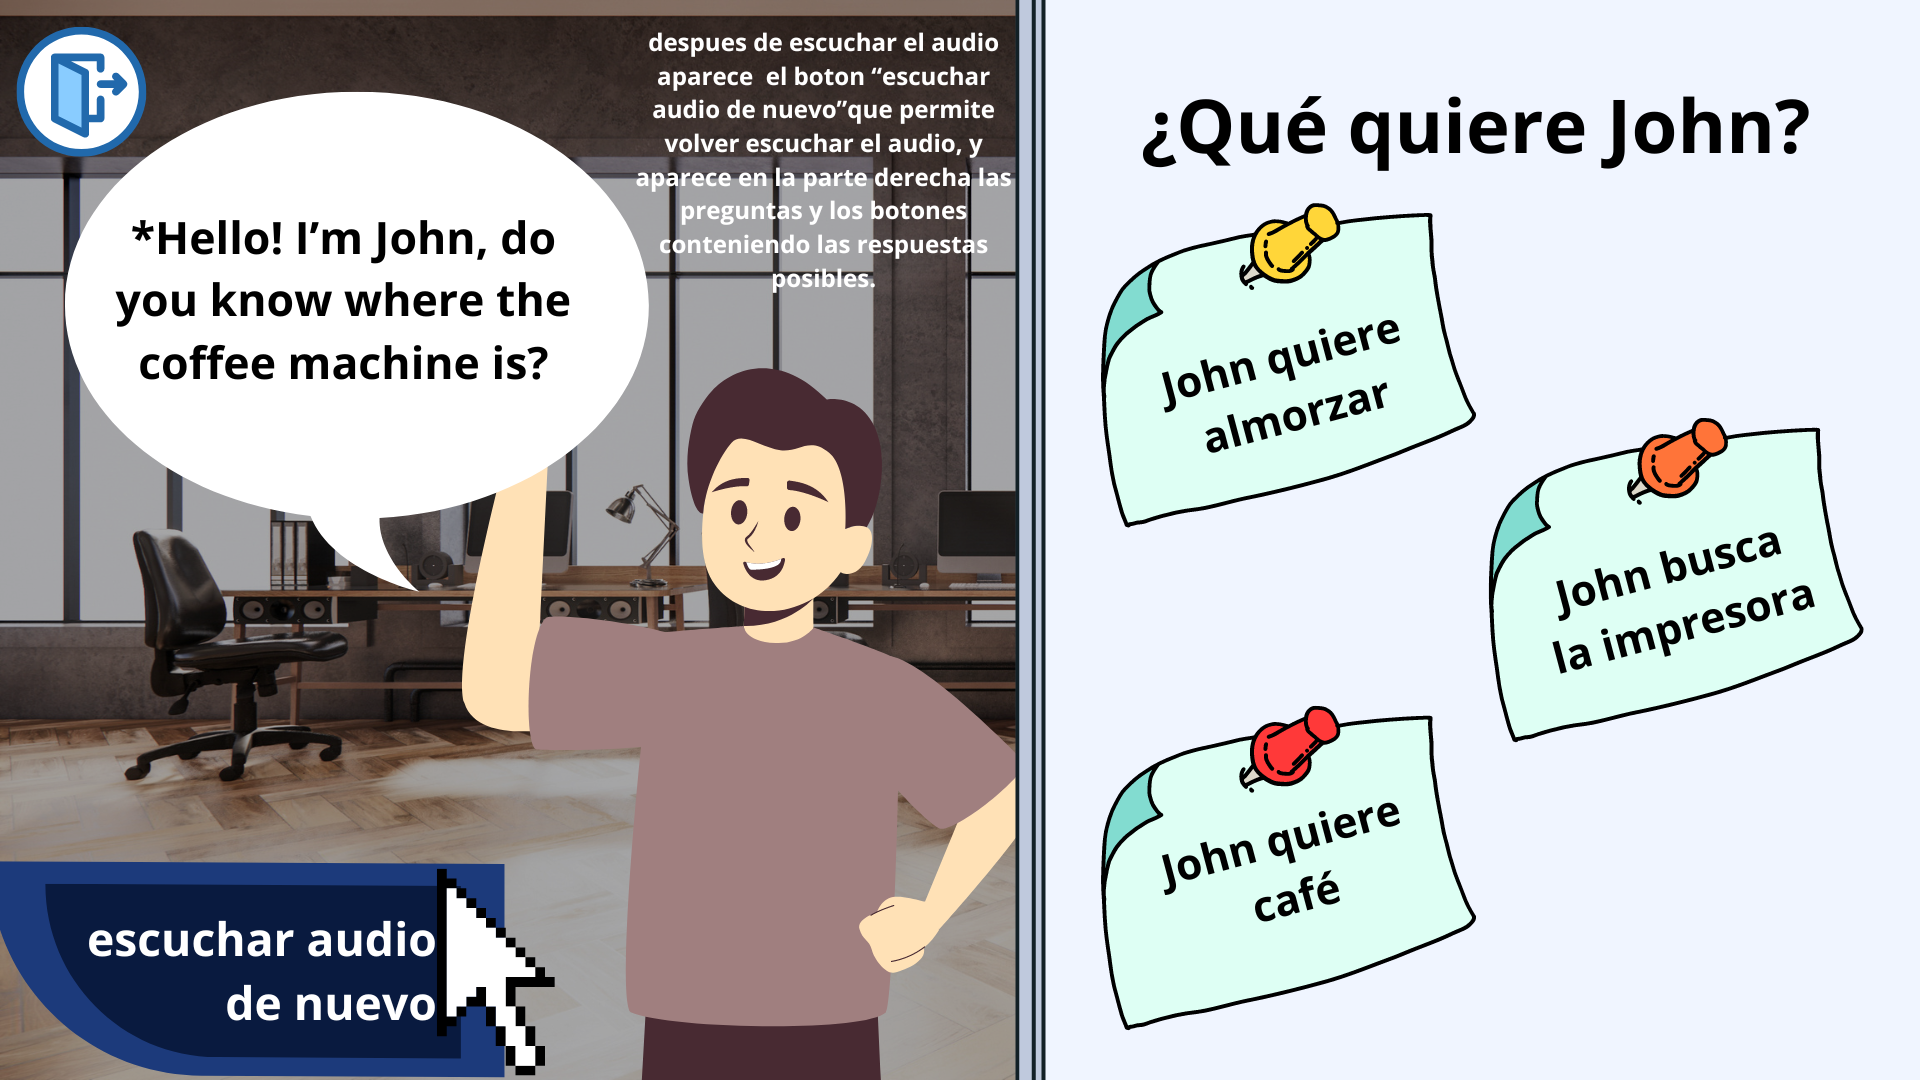 despues de escuchar el audio
aparece  el boton “escuchar
audio de nuevo”que permite
volver escuchar el audio, y
aparece en la parte derecha las
preguntas y los botones
conteniendo las respuestas
posibles.
*Hello! I’m John, do
you know where the
coffee machine is?
escuchar audio
de nuevo
¿Qué quiere John?
John quiere
almorzar
John busca
la impresora
John quiere
café